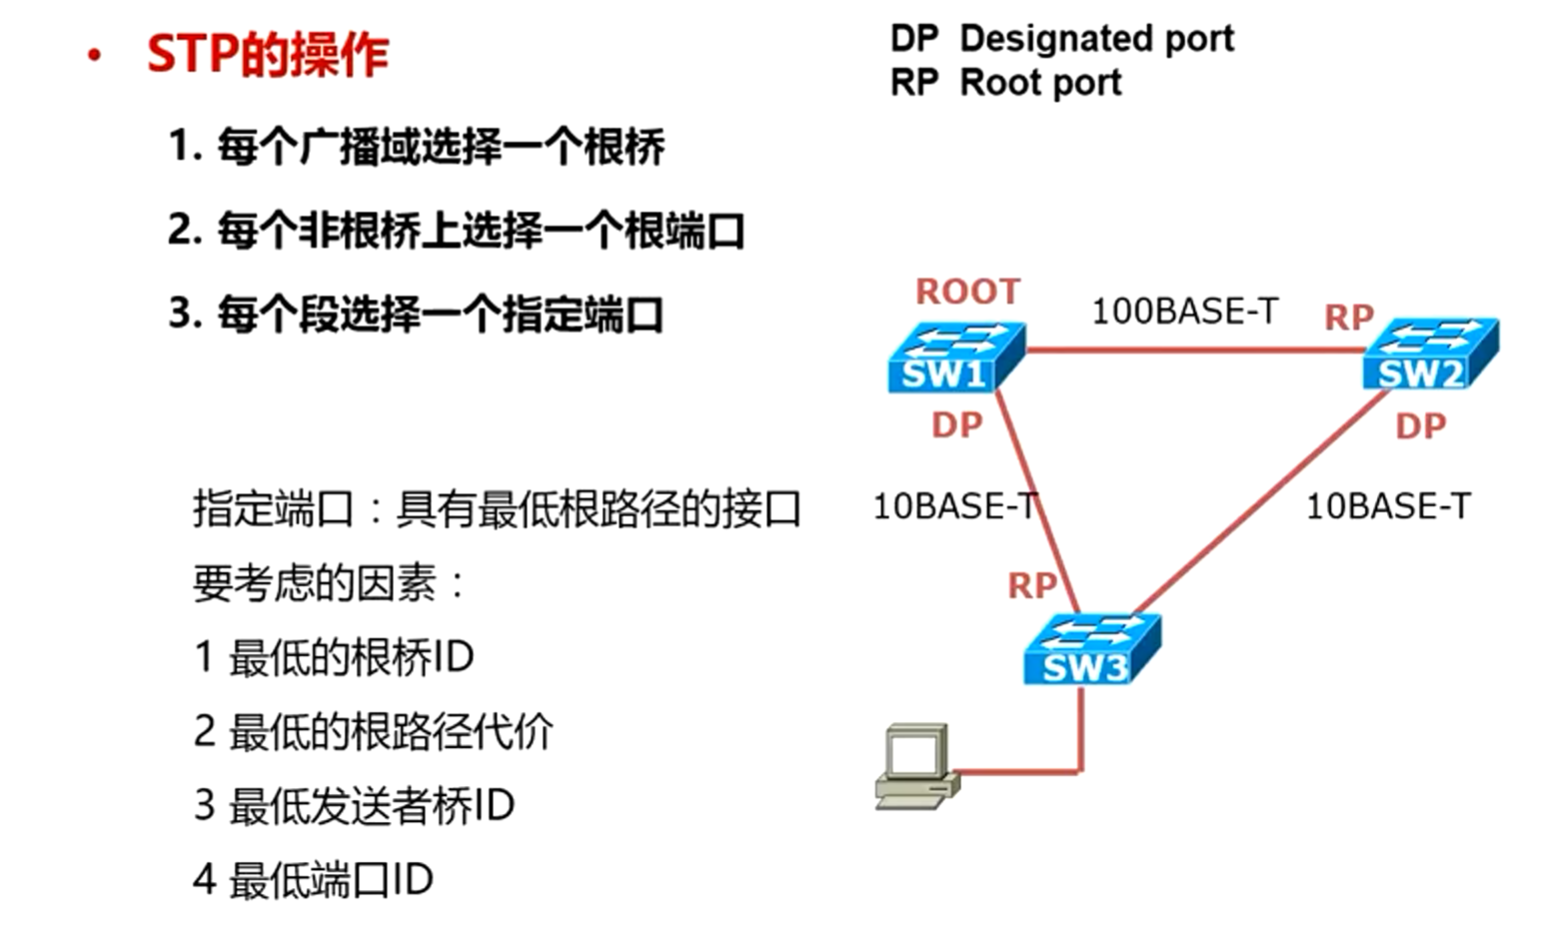 • STP的操作
1. 每个广播域选择一个根桥
2. 每个非根桥上选择一个根端口
3. 每个段选择一个指定端口
指定端口：具有最低根路径的接口
要考虑的因素：
1 最低的根桥ID
2 最低的根路径代价
3 最低发送者桥ID
4 最低端口ID
DP Designated port
RP Root port
ROOT
100BASE-T
RP
SW1
SW2
DP
DP
10BASE-T
10BASE-T
RP
SW3